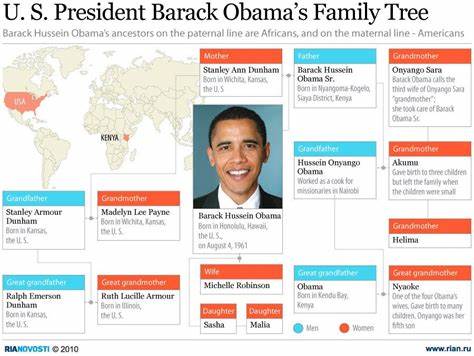 U. S. President Barack Obama's Family Tree
Barack Hussein Obama's ancestors on the paternal line are Africans, and on the maternal line - Americans
USA
KENYA
Mother
Stanley Ann Dunham
Born in Wichita, Kansas,
the U. S.
Father
Barack Hussein
Obama Sr.
Born in Nyangoma-Kogelo,
Siaya District, Kenya
Grandmother
Onyango Sara
Barack Obama calls the
third wife of Onyango Sara
"grandmother";
she took care of Barack
Obama Sr.
Grandfather
Hussein Onyango
Obama
Worked as a cook for
missionaries in Nairobi
Grandmother
Akumu
Gave birth to three children
but left the family when
the children were small
Grandmother
Helima
Grandfather
Stanley Armour
Dunham
Born in Kansas,
the U. S.
Grandmother
Madelyn Lee Payne
Born in Wichita, Kansas,
the U. S.
Barack Hussein Obama
Born in Honolulu, Hawaii,
the U. S.,
on August 4, 1961
Great grandfather
Ralph Emerson
Dunham
Born in Kansas, the U. S.
Great grandmother
Ruth Lucille Armour
Born in Illinois, the U. S.
Wife
Michelle Robinson
Daughter
Sasha
Daughter
Malia
Great grandfather
Obama
Born in Kendu Bay,
Kenya
Great grandmother
Nyaoke
One of the four Obama's
wives, Gave birth to many
children. Onyango was her
fifth son
Men
Women
RIANOVOSTI © 2010
www.rian.ru